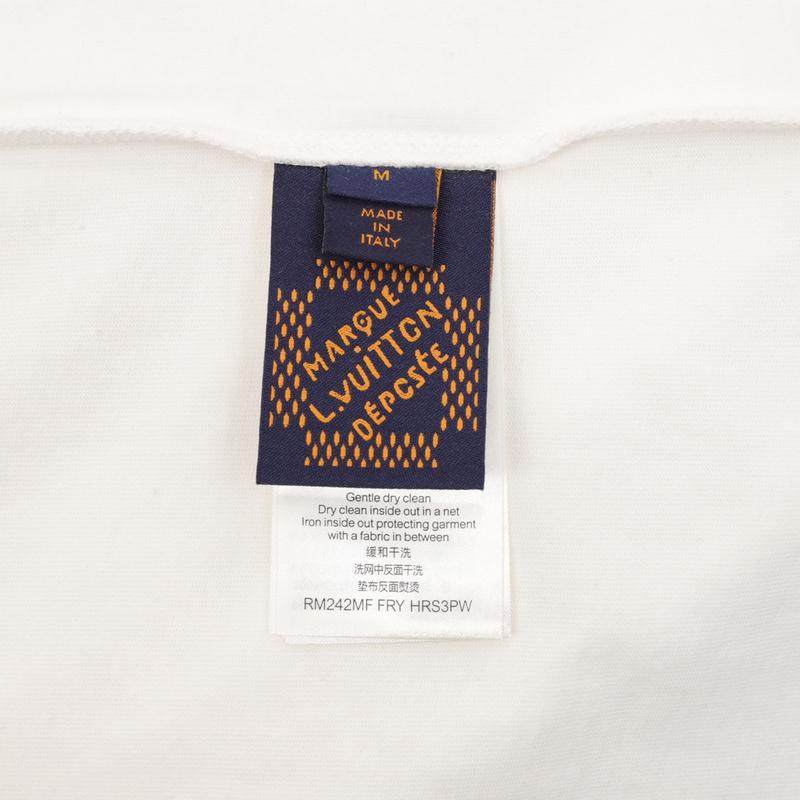 M
MADE
IN
ITALY
MARQUE
L.VUITTON
DÉPOSÉE
Gentle dry clean
Dry clean inside out in a net
Iron inside out protecting garment
with a fabric in between
缓和干洗
洗网中反面干洗
垫布反面熨烫
RM242MF FRY HRS3PW